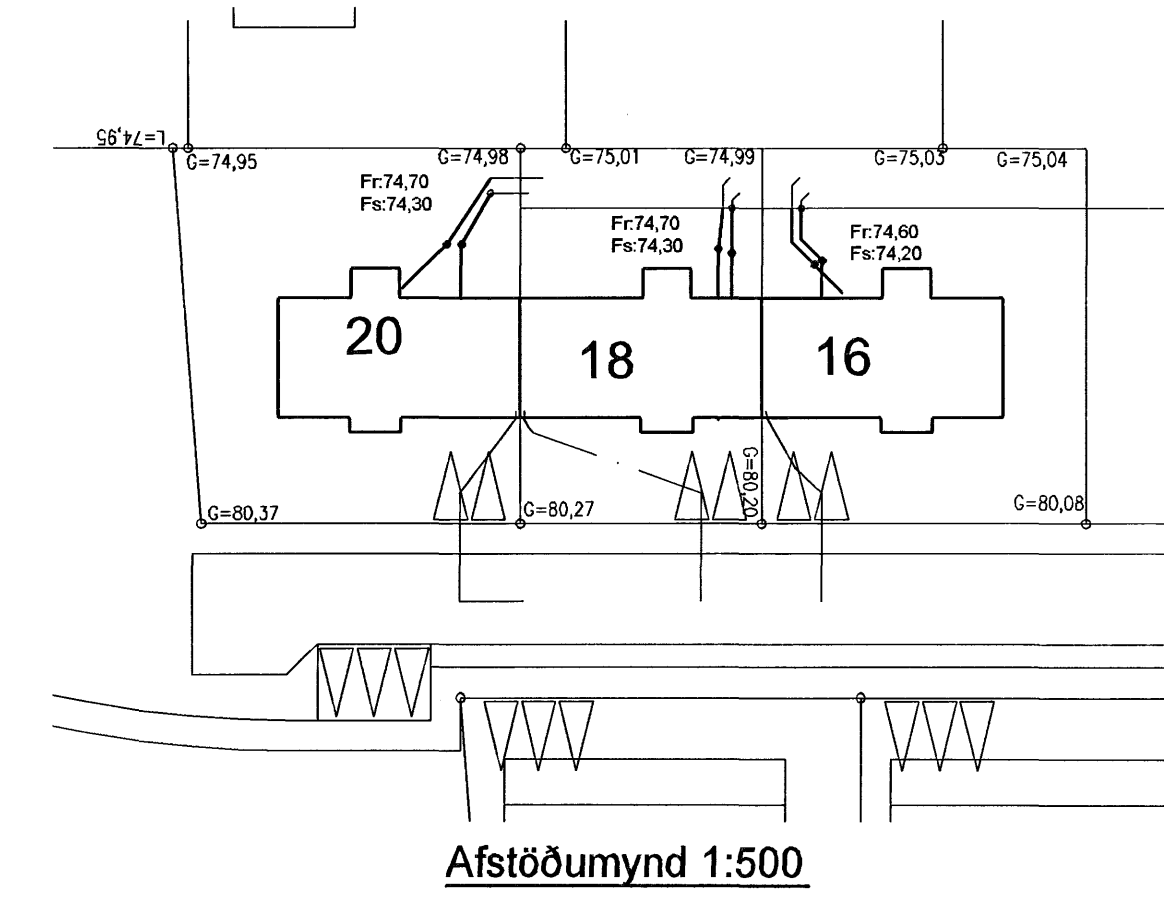 L=74,95
G=74,95
G=74,98
G=75,01
G=74,99
G=75,03
G=75,04
Fr:74,70
Fs:74,30
Fr:74,70
Fs:74,30
Fr:74,60
Fs:74,20
20
18
16
G=80,37
G=80,27
G=80,20
G=80,08
Afstöðumynd 1:500